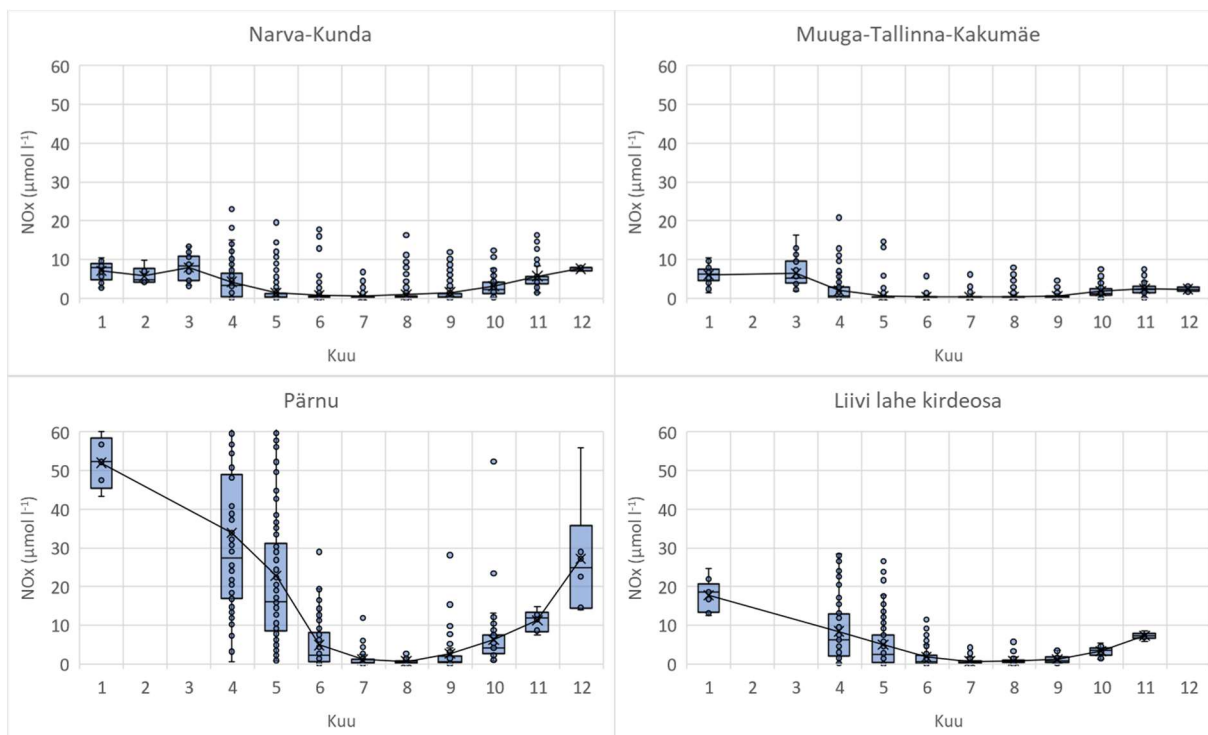 Narva-Kunda
60
50
40
30
20
10
0
NOx (µmol l⁻¹)
1 2 3 4 5 6 7 8 9 10 11 12
Kuu
Muuga-Tallinna-Kakumäe
60
50
40
30
20
10
0
NOx (µmol l⁻¹)
1 2 3 4 5 6 7 8 9 10 11 12
Kuu
Pärnu
60
50
40
30
20
10
0
NOx (µmol l⁻¹)
1 2 3 4 5 6 7 8 9 10 11 12
Kuu
Liivi lahe kirdeosa
60
50
40
30
20
10
0
NOx (µmol l⁻¹)
1 2 3 4 5 6 7 8 9 10 11 12
Kuu